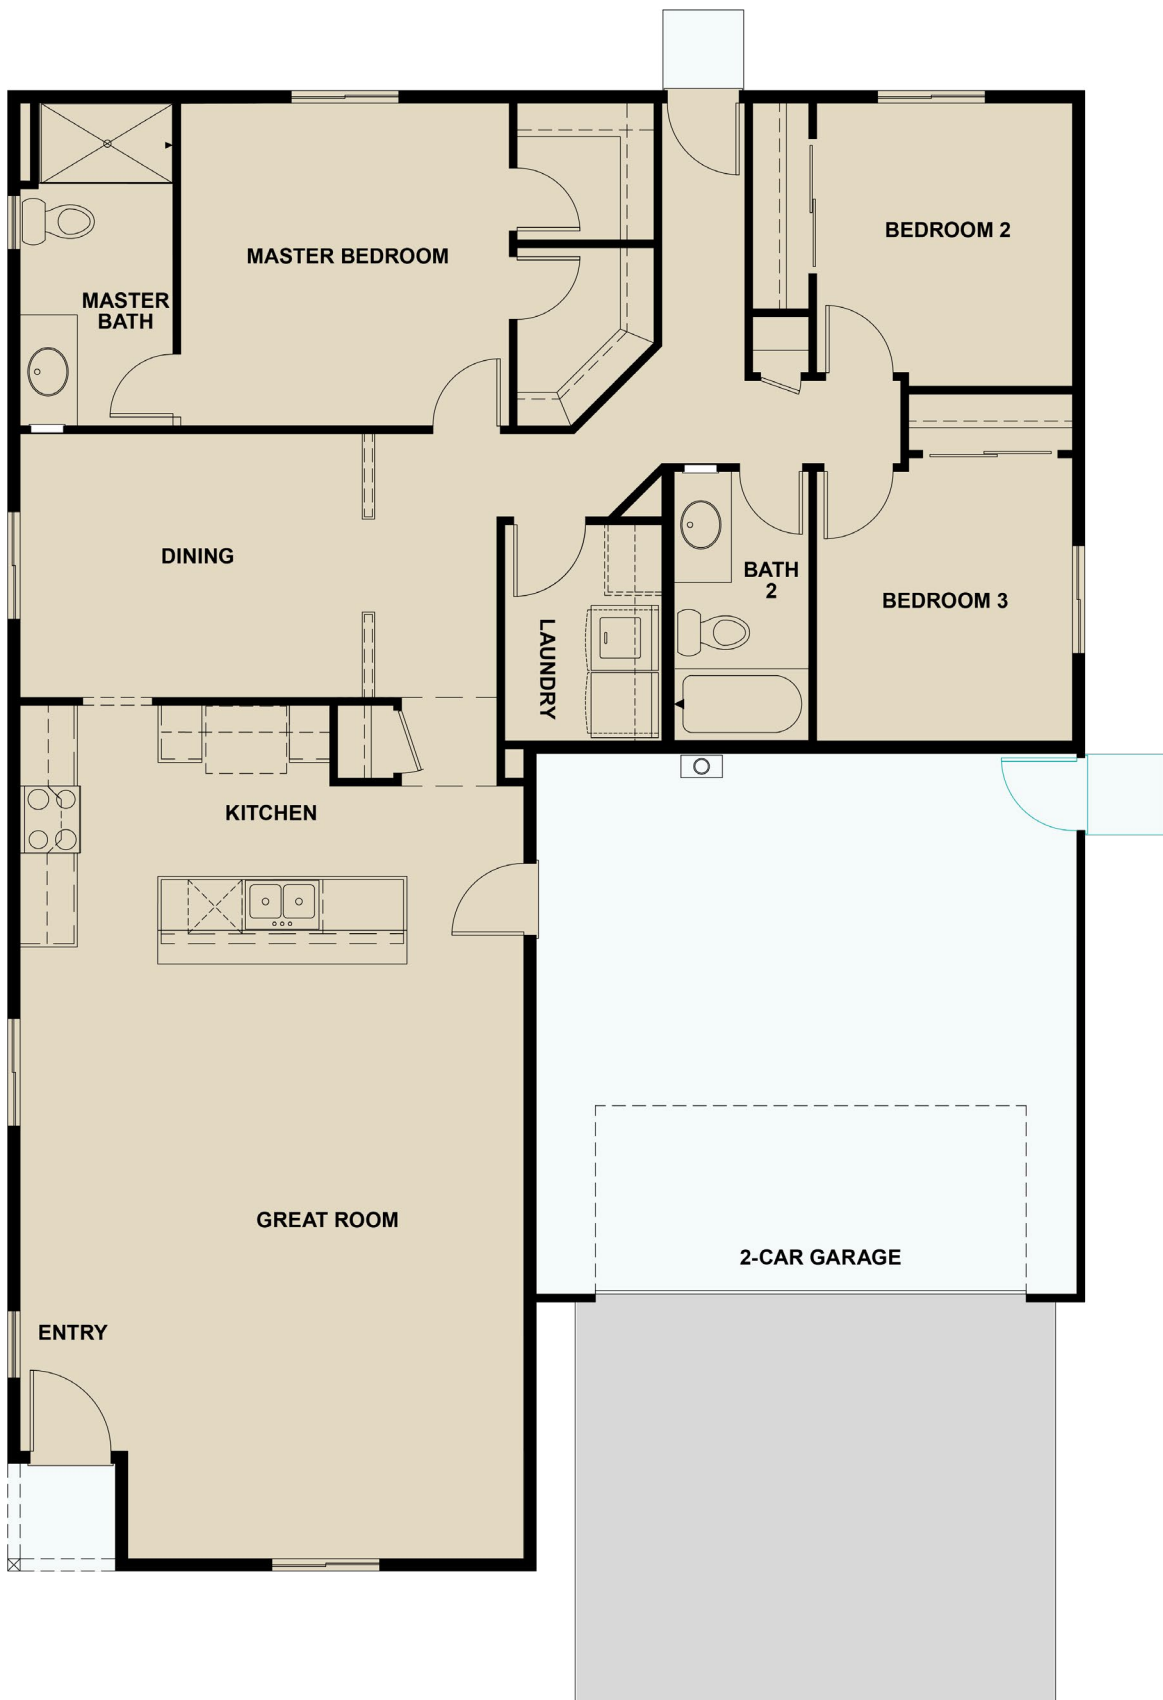 BEDROOM 2
MASTER BEDROOM
MASTER
BATH
DINING
BATH
2
BEDROOM 3
LAUNDRY
KITCHEN
GREAT ROOM
2-CAR GARAGE
ENTRY